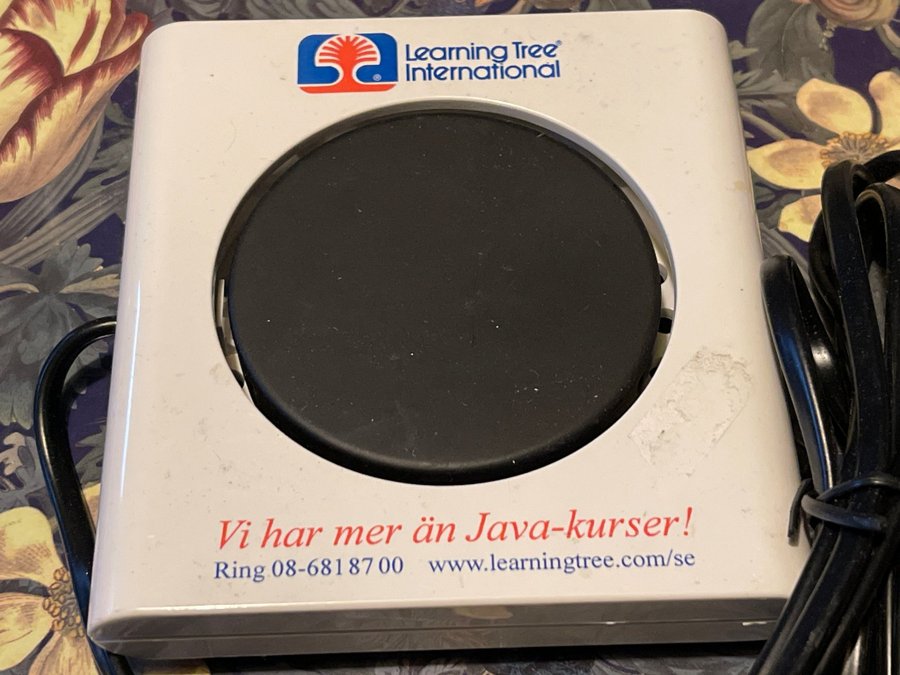 Learning Tree®
International
®
Vi har mer än Java-kurser!
Ring 08-681 87 00 www.learningtree.com/se